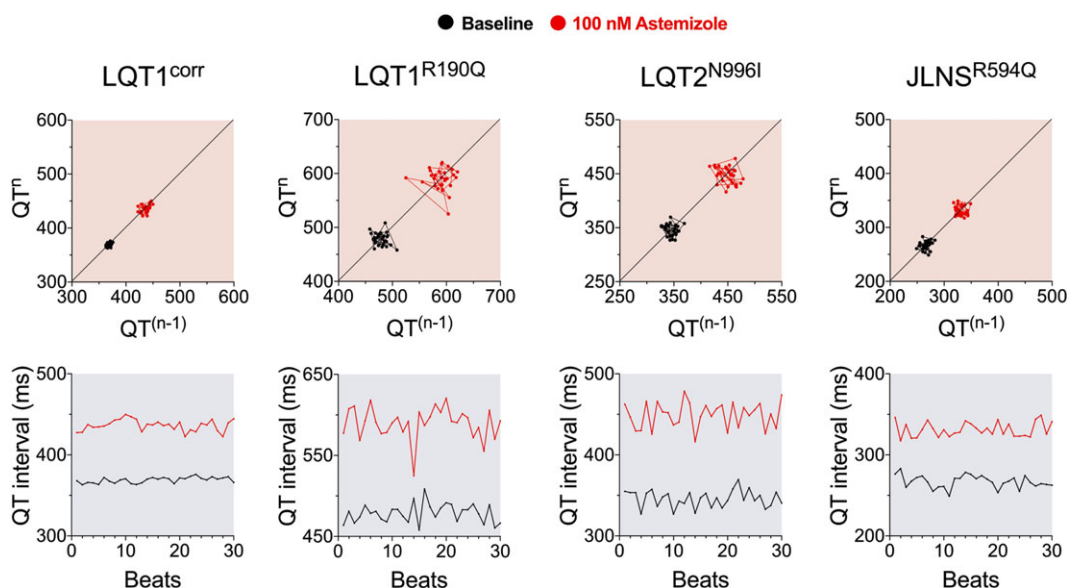 Baseline 100 nM Astemizole
LQT1corr LQT1R190Q LQT2N996I JLNSR594Q
600 700 550 500
500 600 450 400
QTn QTn QTn QTn
400 500 350 300
300 400 250 200
300 400 500 600 400 500 600 700 250 350 450 550 200 300 400 500
QT(n-1) QT(n-1) QT(n-1) QT(n-1)
500 650 500 400
QT interval (ms) QT interval (ms) QT interval (ms) QT interval (ms)
400 550 400 300
300 450 300 200
0 10 20 30 0 10 20 30 0 10 20 30 0 10 20 30
Beats Beats Beats Beats